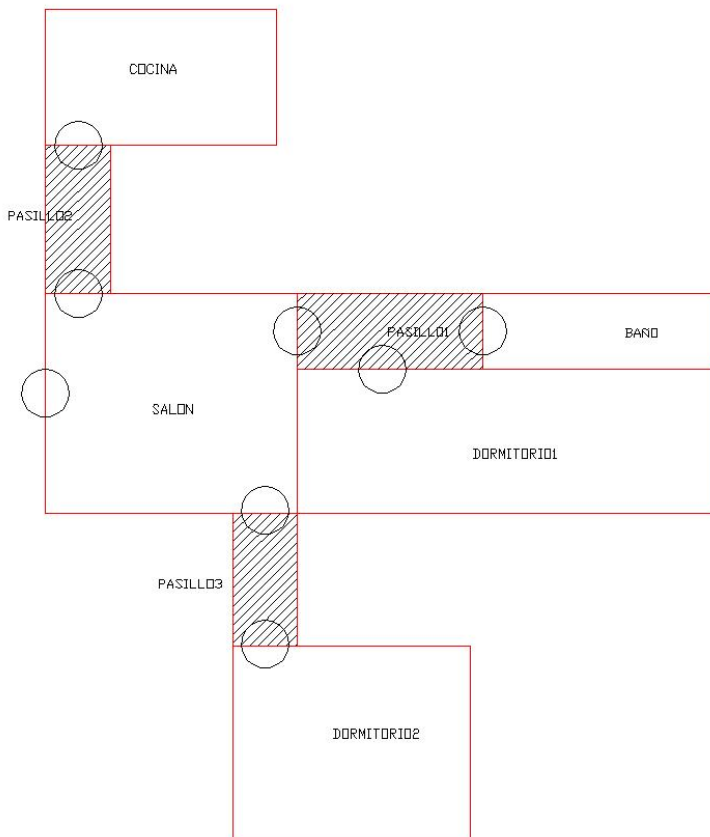 COCINA
PASILLO2
PASILLO1
BAÑO
SALON
DORMITORIO1
PASILLO3
DORMITORIO2